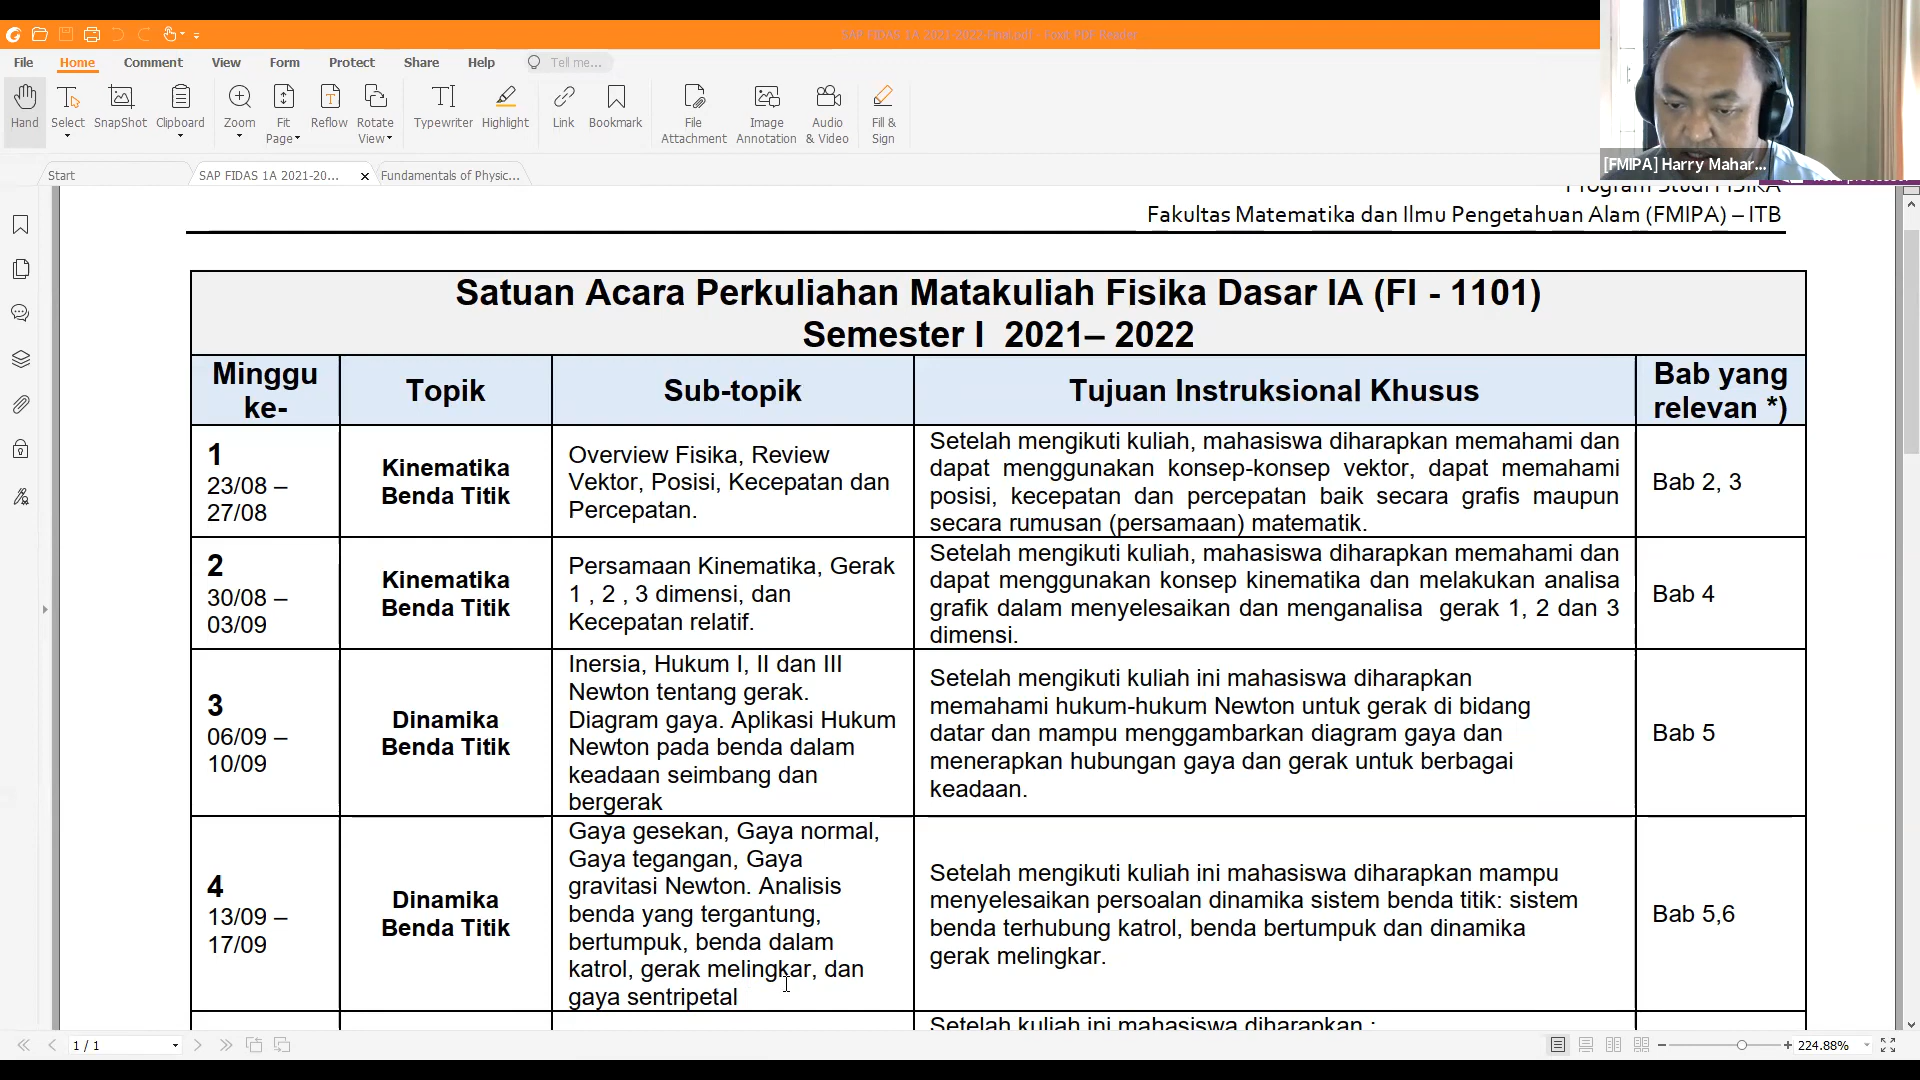 SAP FIDAS 1A 2021-2022-Final.pdf - Foxit PDF Reader
File Home Comment View Form Protect Share Help Tell me...
Hand Select SnapShot Clipboard Zoom Fit Page Reflow Rotate View Typewriter Highlight Link Bookmark File Attachment Image Annotation Audio & Video Fill & Sign
[FMIPA] Harry Mahar...
Start SAP FIDAS 1A 2021-20... Fundamentals of Physic...
Program Studi FISIKA
Fakultas Matematika dan Ilmu Pengetahuan Alam (FMIPA) – ITB
Satuan Acara Perkuliahan Matakuliah Fisika Dasar IA (FI - 1101)
Semester I 2021– 2022
Minggu ke-
Topik
Sub-topik
Tujuan Instruksional Khusus
Bab yang relevan *)
1
23/08 –
27/08
Kinematika
Benda Titik
Overview Fisika, Review
Vektor, Posisi, Kecepatan dan
Percepatan.
Setelah mengikuti kuliah, mahasiswa diharapkan memahami dan
dapat menggunakan konsep-konsep vektor, dapat memahami
posisi, kecepatan dan percepatan baik secara grafis maupun
secara rumusan (persamaan) matematik.
Bab 2, 3
2
30/08 –
03/09
Kinematika
Benda Titik
Persamaan Kinematika, Gerak
1 , 2 , 3 dimensi, dan
Kecepatan relatif.
Setelah mengikuti kuliah, mahasiswa diharapkan memahami dan
dapat menggunakan konsep kinematika dan melakukan analisa
grafik dalam menyelesaikan dan menganalisa gerak 1, 2 dan 3
dimensi.
Bab 4
3
06/09 –
10/09
Dinamika
Benda Titik
Inersia, Hukum I, II dan III
Newton tentang gerak.
Diagram gaya. Aplikasi Hukum
Newton pada benda dalam
keadaan seimbang dan
bergerak
Setelah mengikuti kuliah ini mahasiswa diharapkan
memahami hukum-hukum Newton untuk gerak di bidang
datar dan mampu menggambarkan diagram gaya dan
menerapkan hubungan gaya dan gerak untuk berbagai
keadaan.
Bab 5
4
13/09 –
17/09
Dinamika
Benda Titik
Gaya gesekan, Gaya normal,
Gaya tegangan, Gaya
gravitasi Newton. Analisis
benda yang tergantung,
bertumpuk, benda dalam
katrol, gerak melingkar, dan
gaya sentripetal
Setelah mengikuti kuliah ini mahasiswa diharapkan mampu
menyelesaikan persoalan dinamika sistem benda titik: sistem
benda terhubung katrol, benda bertumpuk dan dinamika
gerak melingkar.
Bab 5,6
Setelah kuliah ini mahasiswa diharapkan :
1 / 1
224.88%